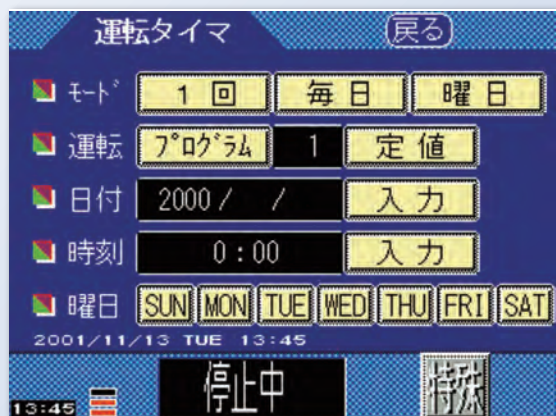 運転タイマ 戻る
モード 1回 毎日 曜日
運転 プログラム 1 定値
日付 2000/ / 入力
時刻 0:00 入力
曜日 SUN MON TUE WED THU FRI SAT
2001/11/13 TUE 13:45
13:45 停止中 特殊